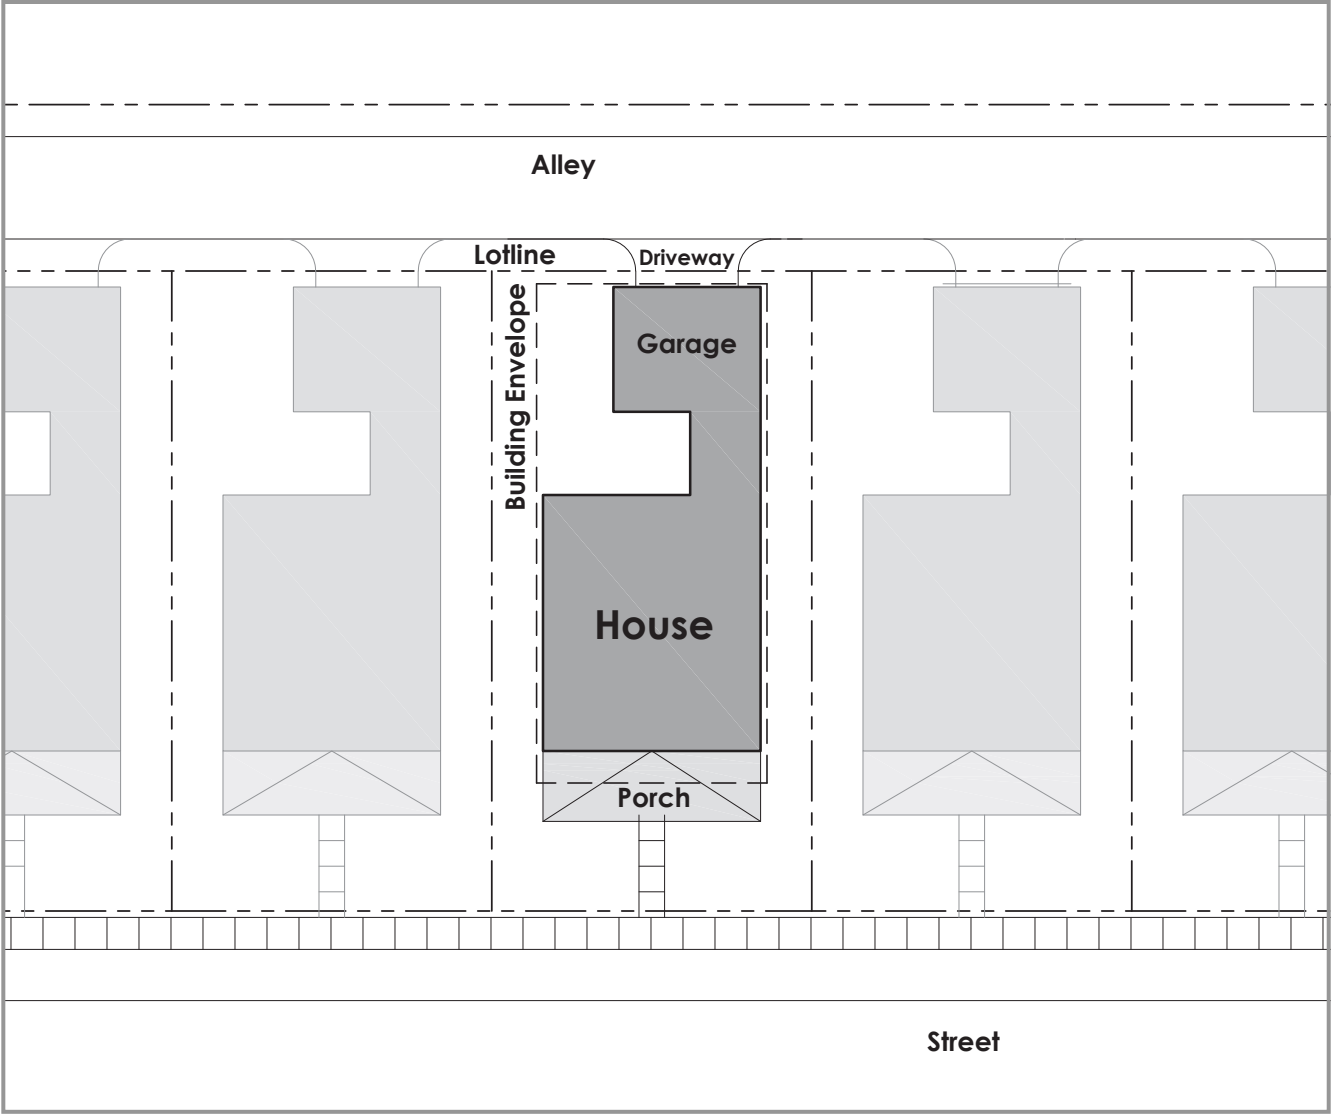 Alley
Lotline
Driveway
Building Envelope
Garage
House
Porch
Street